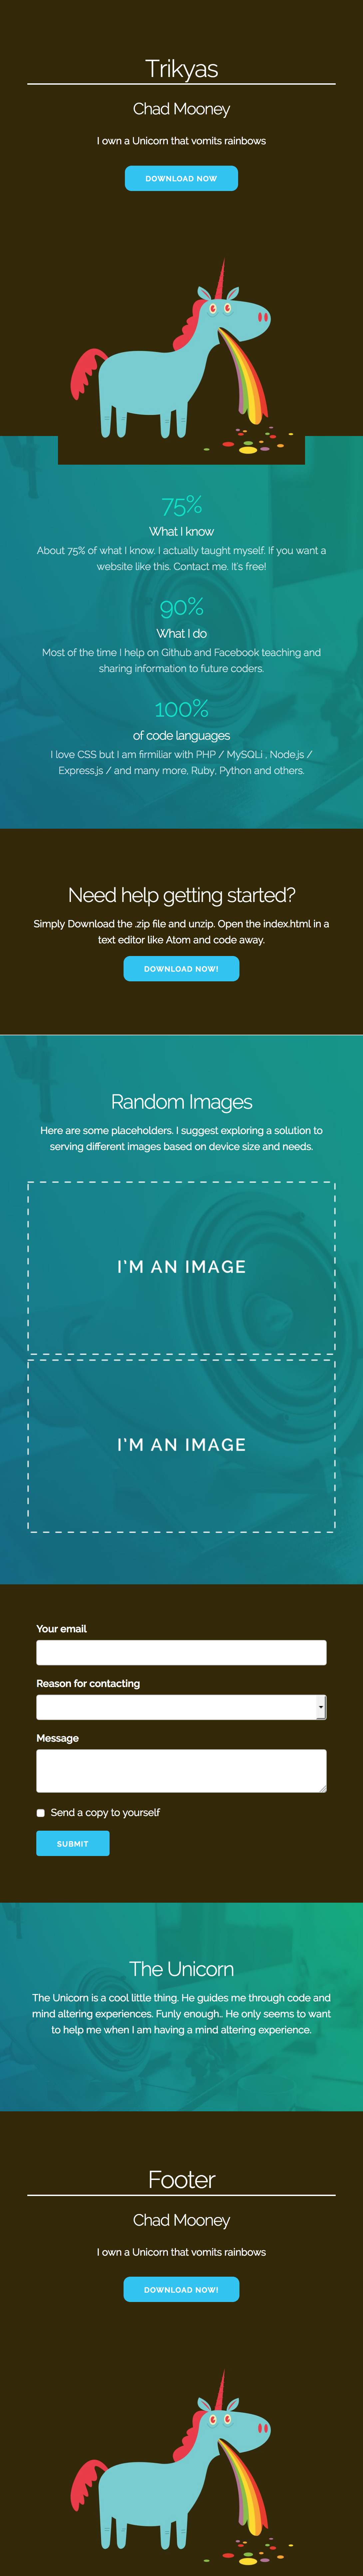 Trikyas
Chad Mooney
I own a Unicorn that vomits rainbows
DOWNLOAD NOW
75%
What I know
About 75% of what I know, I actually taught myself. If you want a
website like this. Contact me. It's free!
90%
What I do
Most of the time I help on Github and Facebook teaching and
sharing information to future coders.
100%
of code languages
I love CSS but I am firmiliar with PHP / MySQLi , Node.js /
Express.js / and many more, Ruby, Python and others.
Need help getting started?
Simply Download the .zip file and unzip. Open the index.html in a
text editor like Atom and code away.
DOWNLOAD NOW!
Random Images
Here are some placeholders. I suggest exploring a solution to
serving different images based on device size and needs.
I'M AN IMAGE
I'M AN IMAGE
Your email
Reason for contacting
Message
Send a copy to yourself
SUBMIT
The Unicorn
The Unicorn is a cool little thing. He guides me through code and
mind altering experiences. Funly enough.. He only seems to want
to help me when I am having a mind altering experience.
Footer
Chad Mooney
I own a Unicorn that vomits rainbows
DOWNLOAD NOW!